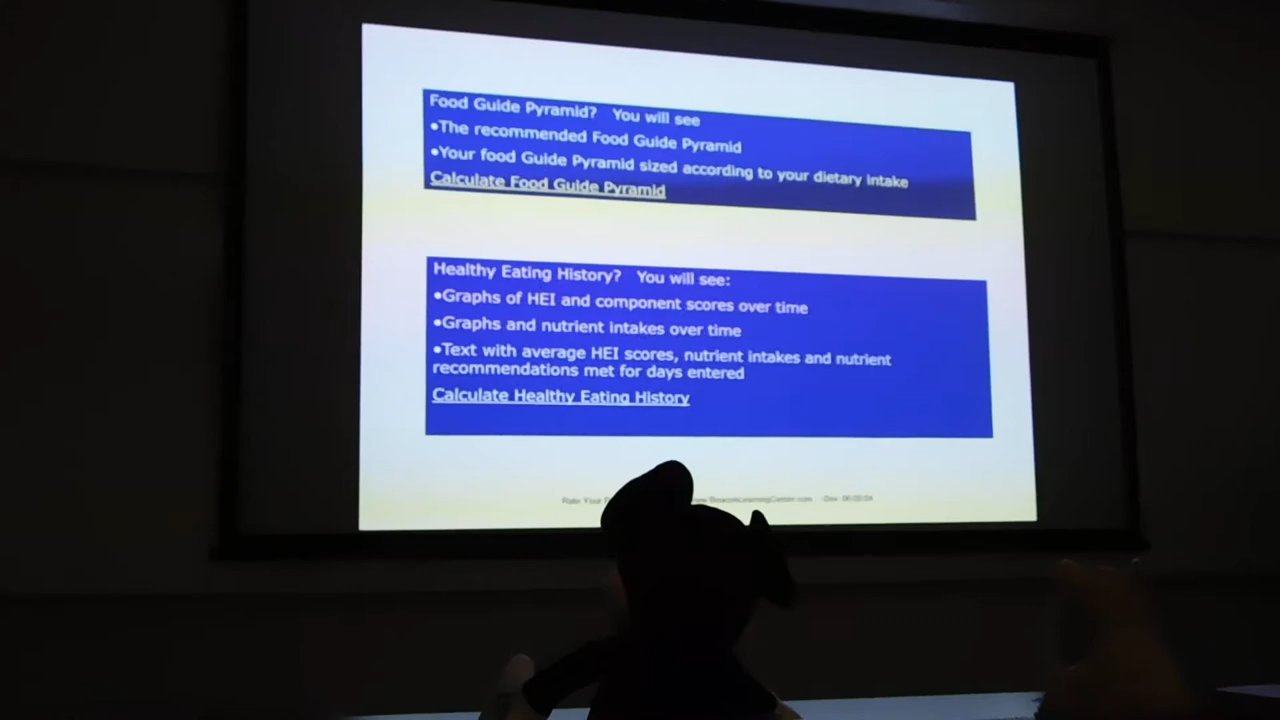 Food Guide Pyramid? You will see
•The recommended Food Guide Pyramid
•Your food Guide Pyramid sized according to your dietary intake
Calculate Food Guide Pyramid
Healthy Eating History? You will see:
•Graphs of HEI and component scores over time
•Graphs and nutrient intakes over time
•Text with average HEI scores, nutrient intakes and nutrient
recommendations met for days entered
Calculate Healthy Eating History
Rate Your